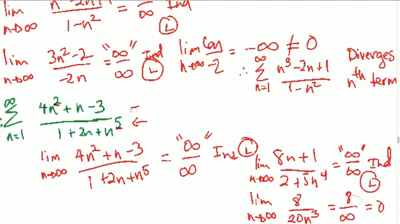 lim n→∞ n³-2n+1 / 1-n² = "∞"/∞ Ind Ⓛ
lim n→∞ 3n²-2 / -2n = "∞"/∞ Ind Ⓛ lim n→∞ 6n/-2 = -∞ ≠ 0 Diverges
∴ ∞ Σ n=1 n³-2n+1 / 1-n² nth term
∞ Σ n=1 4n²+n-3 / 1+2n+n⁵ ←
lim n→∞ 4n²+n-3 / 1+2n+n⁵ = "∞"/∞ Ind Ⓛ lim n→∞ 8n+1 / 2+5n⁴ = "∞"/∞ Ind Ⓛ
lim n→∞ 8 / 20n³ = 8/∞ = 0